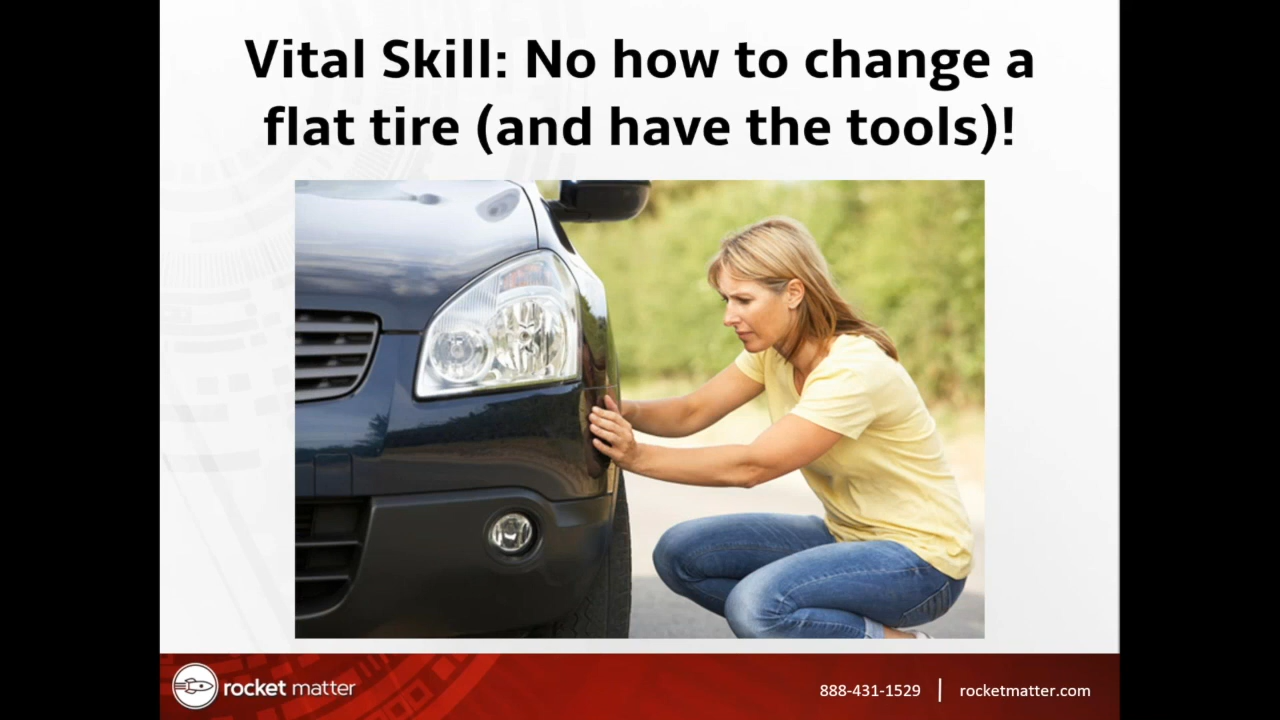 Vital Skill: No how to change a
flat tire (and have the tools)!
rocket matter
888-431-1529 | rocketmatter.com